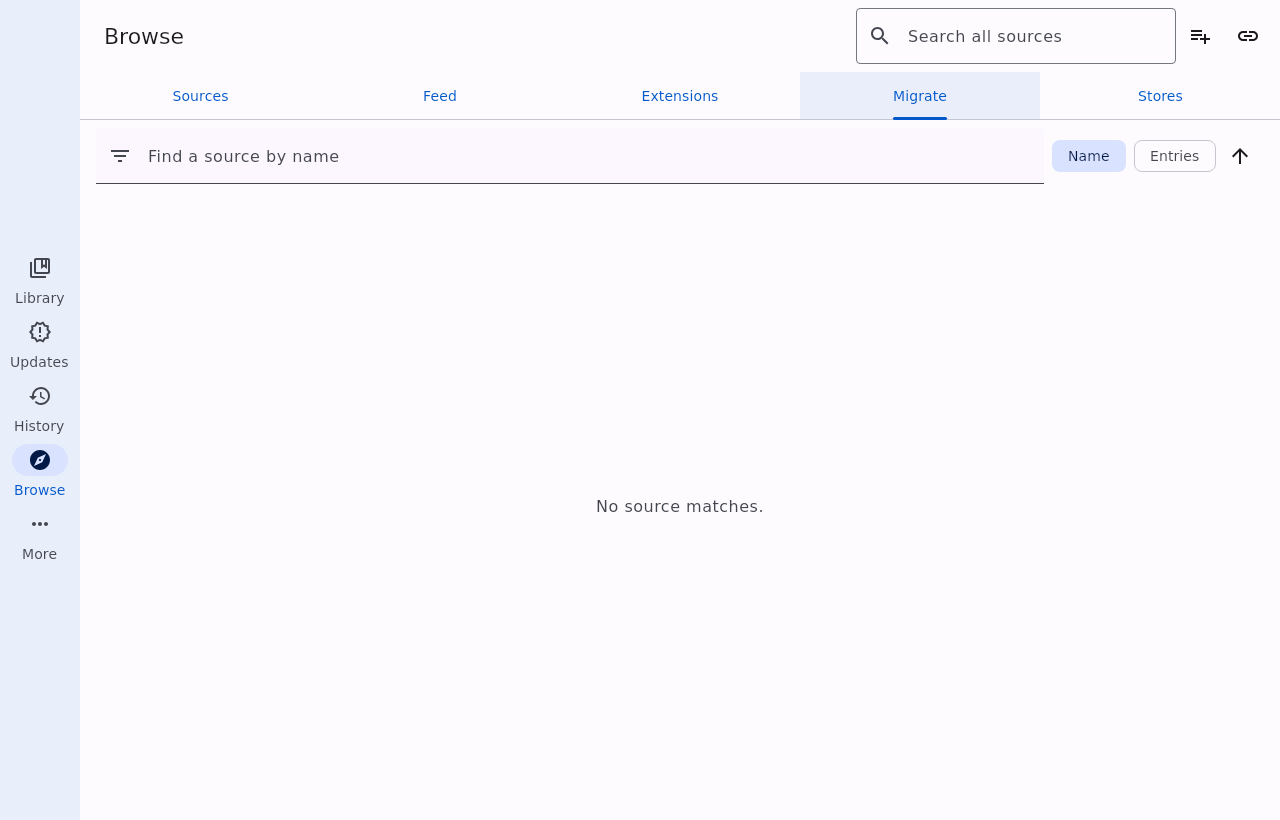 Browse
Search all sources
Sources
Feed
Extensions
Migrate
Stores
Find a source by name
Name
Entries
Library
Updates
History
Browse
More
No source matches.